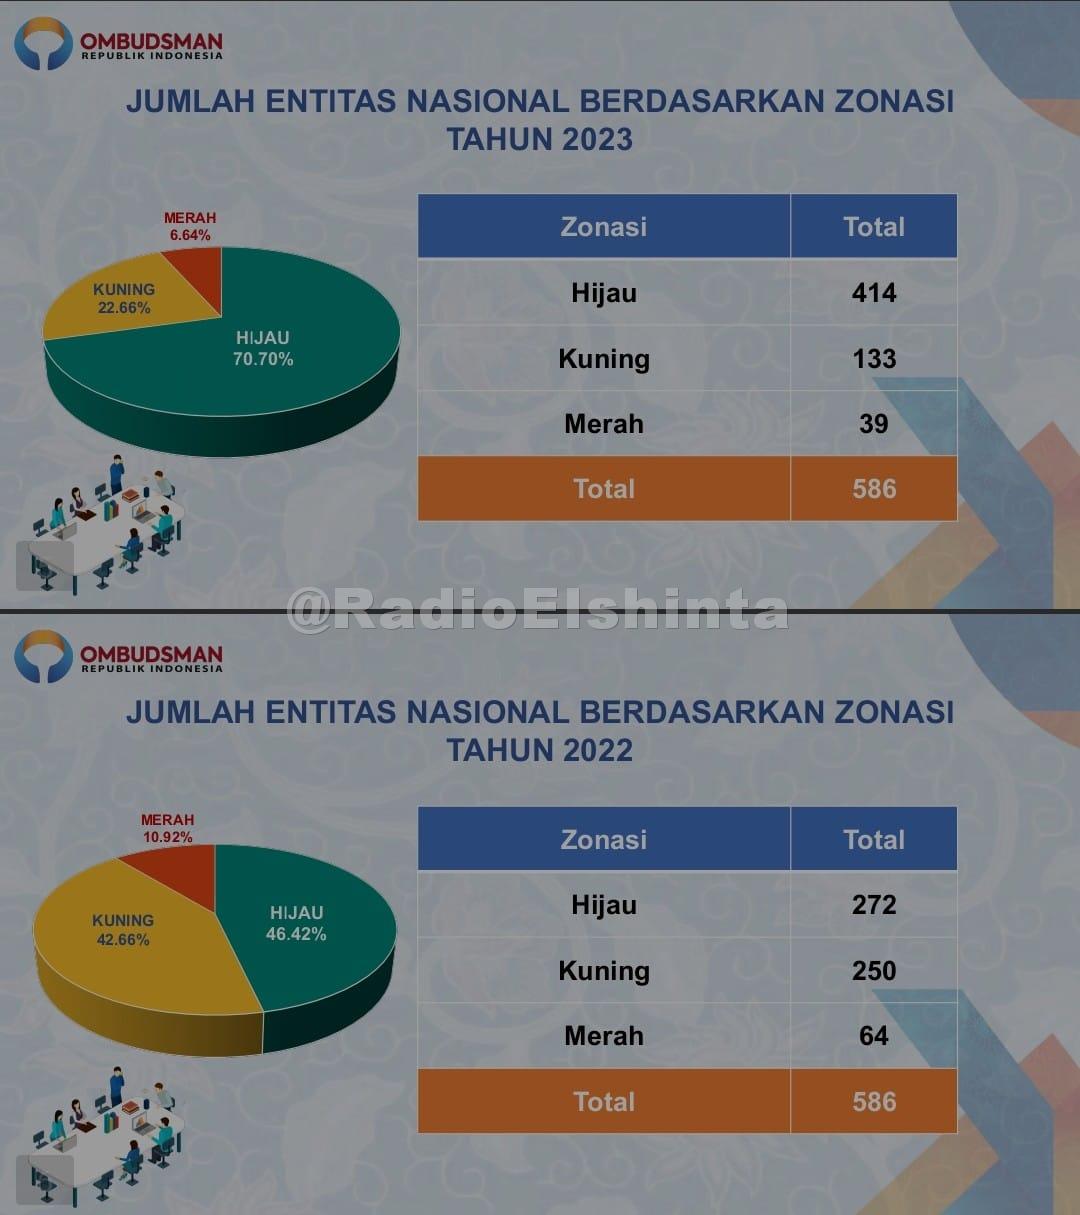 OMBUDSMAN
REPUBLIK INDONESIA
JUMLAH ENTITAS NASIONAL BERDASARKAN ZONASI
TAHUN 2023
MERAH
6.64%
KUNING
22.66%
HIJAU
70.70%
Zonasi Total
Hijau 414
Kuning 133
Merah 39
Total 586
@RadioElshinta
OMBUDSMAN
REPUBLIK INDONESIA
JUMLAH ENTITAS NASIONAL BERDASARKAN ZONASI
TAHUN 2022
MERAH
10.92%
KUNING
42.66%
HIJAU
46.42%
Zonasi Total
Hijau 272
Kuning 250
Merah 64
Total 586